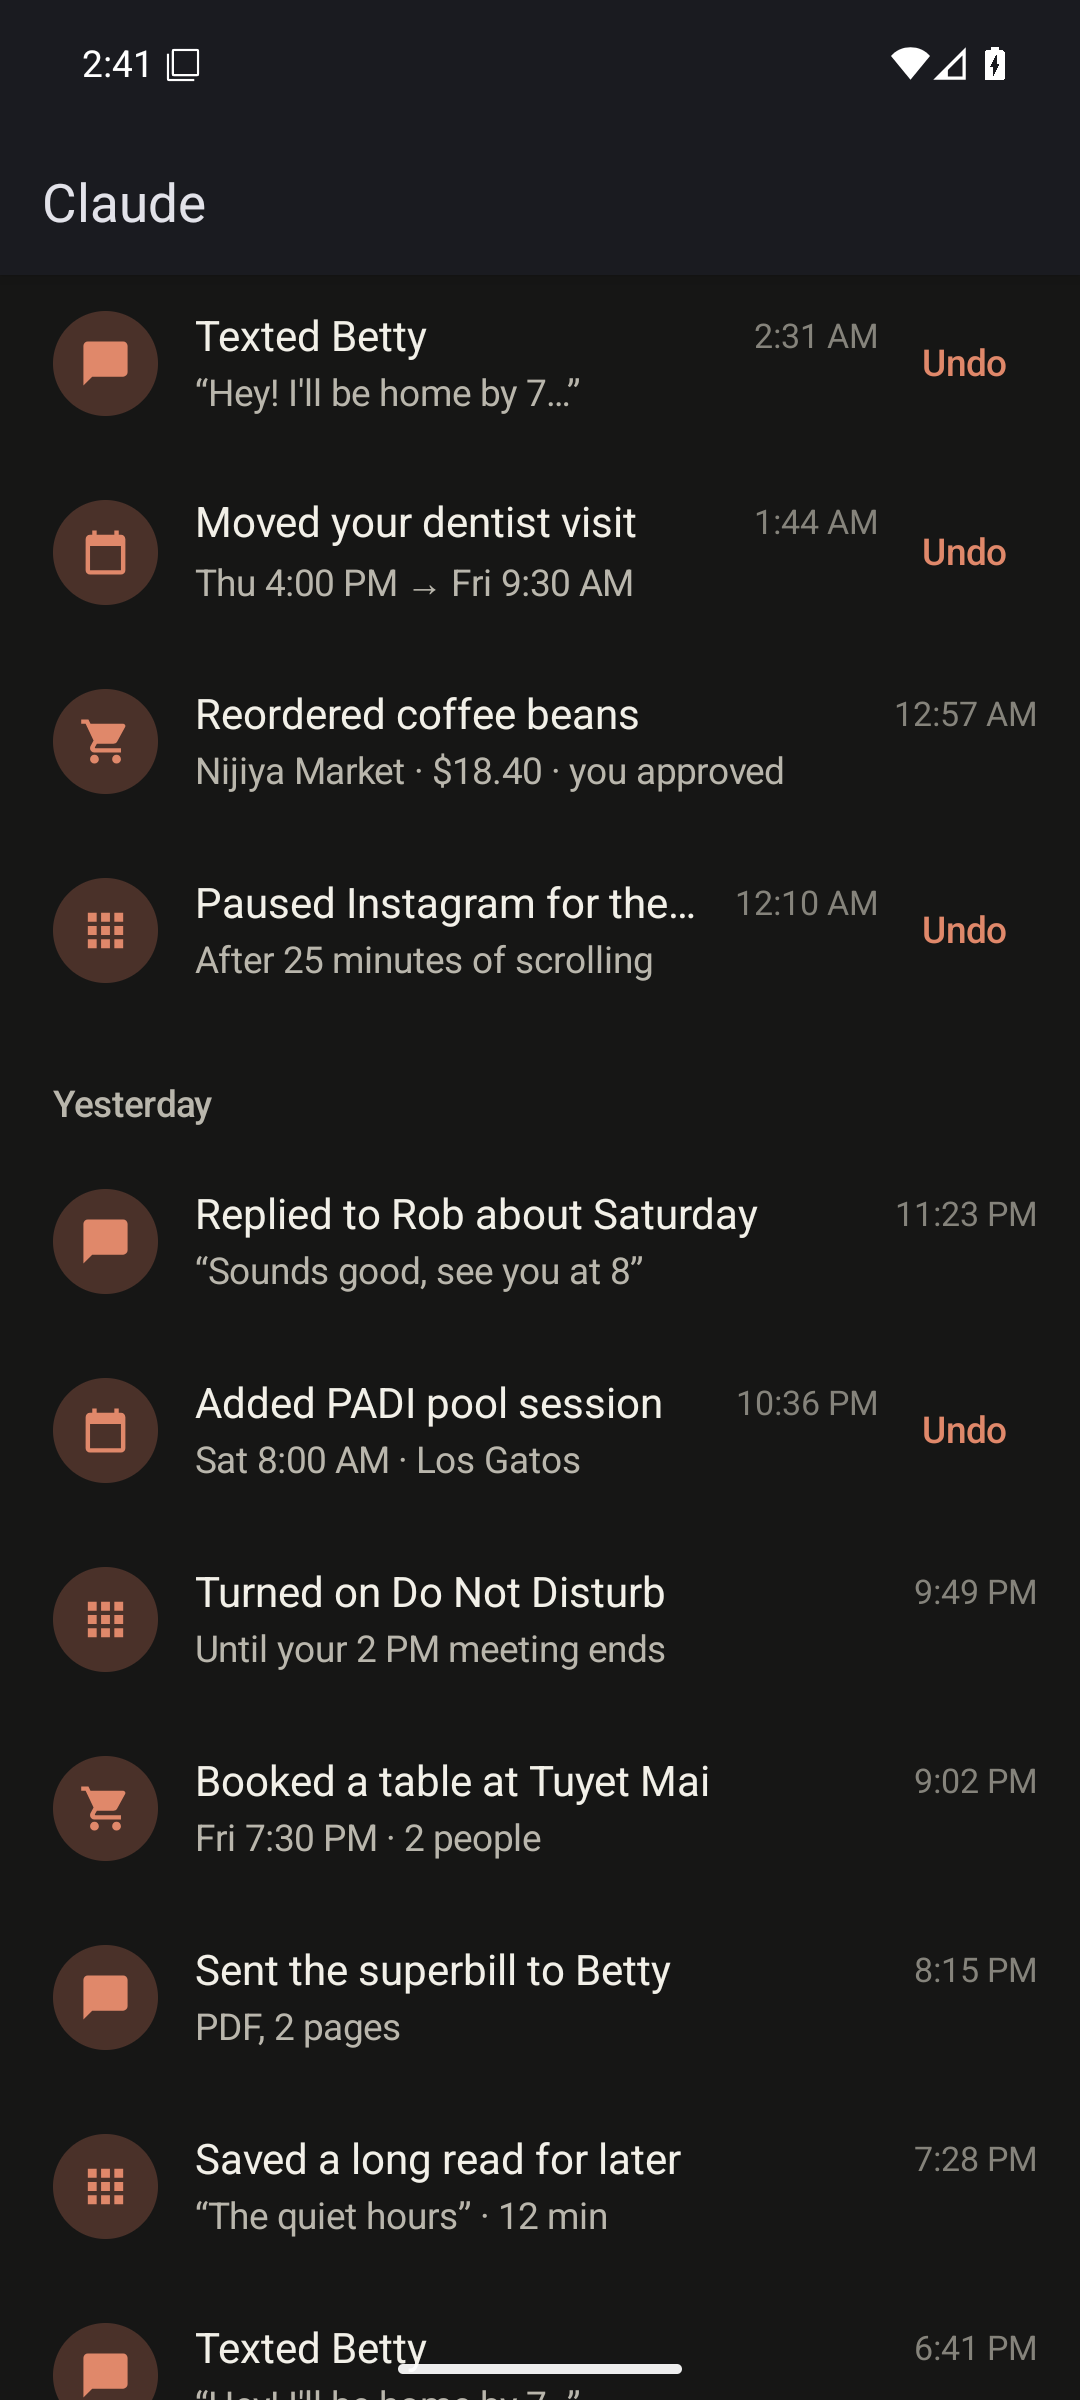 2:41
Claude
Texted Betty
2:31 AM
“Hey! I'll be home by 7…”
Undo
Moved your dentist visit
1:44 AM
Thu 4:00 PM → Fri 9:30 AM
Undo
Reordered coffee beans
12:57 AM
Nijiya Market · $18.40 · you approved
Paused Instagram for the…
12:10 AM
After 25 minutes of scrolling
Undo
Yesterday
Replied to Rob about Saturday
11:23 PM
“Sounds good, see you at 8”
Added PADI pool session
10:36 PM
Sat 8:00 AM · Los Gatos
Undo
Turned on Do Not Disturb
9:49 PM
Until your 2 PM meeting ends
Booked a table at Tuyet Mai
9:02 PM
Fri 7:30 PM · 2 people
Sent the superbill to Betty
8:15 PM
PDF, 2 pages
Saved a long read for later
7:28 PM
“The quiet hours” · 12 min
Texted Betty
6:41 PM